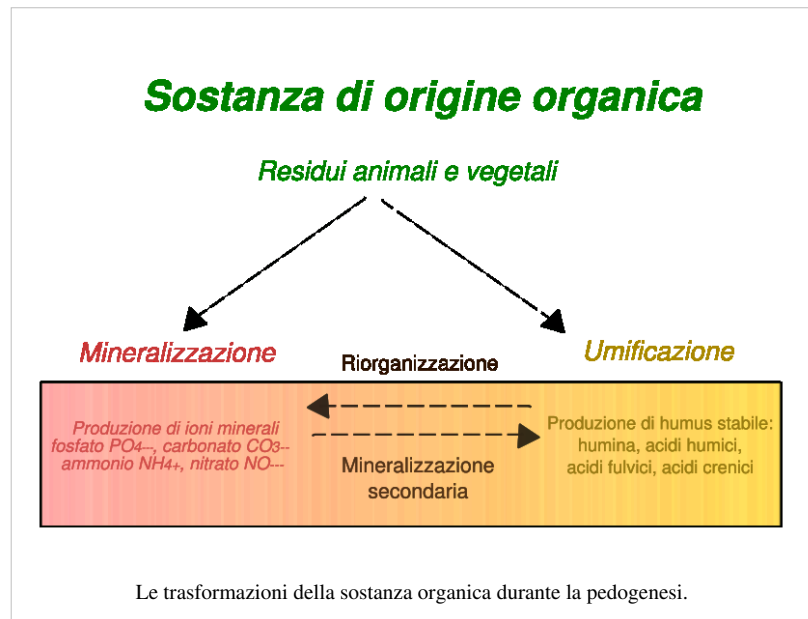 Sostanza di origine organica
Residui animali e vegetali
Mineralizzazione
Riorganizzazione
Umificazione
Produzione di ioni minerali
fosfato PO4---, carbonato CO3--
ammonio NH4+, nitrato NO---
Mineralizzazione
secondaria
Produzione di humus stabile:
humina, acidi humici,
acidi fulvici, acidi crenici
Le trasformazioni della sostanza organica durante la pedogenesi.